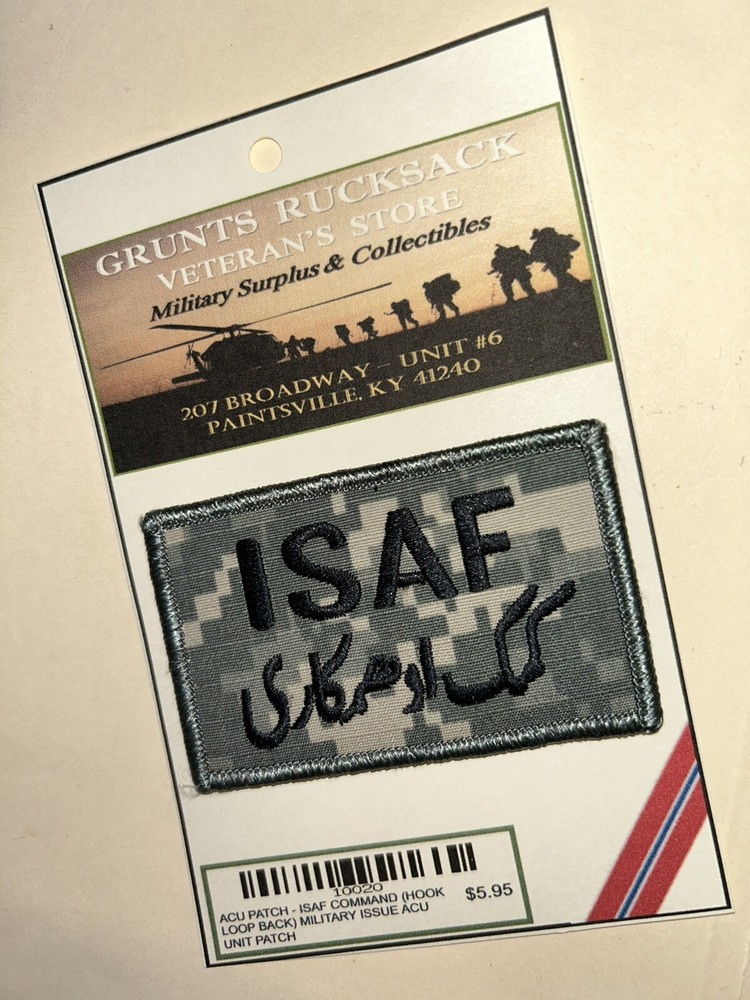 GRUNTS RUCKSACK
VETERAN'S STORE
Military Surplus & Collectibles
207 BROADWAY – UNIT #6
PAINTSVILLE, KY 41240
ISAF
کمک او همکاری
10020
ACU PATCH - ISAF COMMAND (HOOK
LOOP BACK) MILITARY ISSUE ACU
UNIT PATCH
$5.95